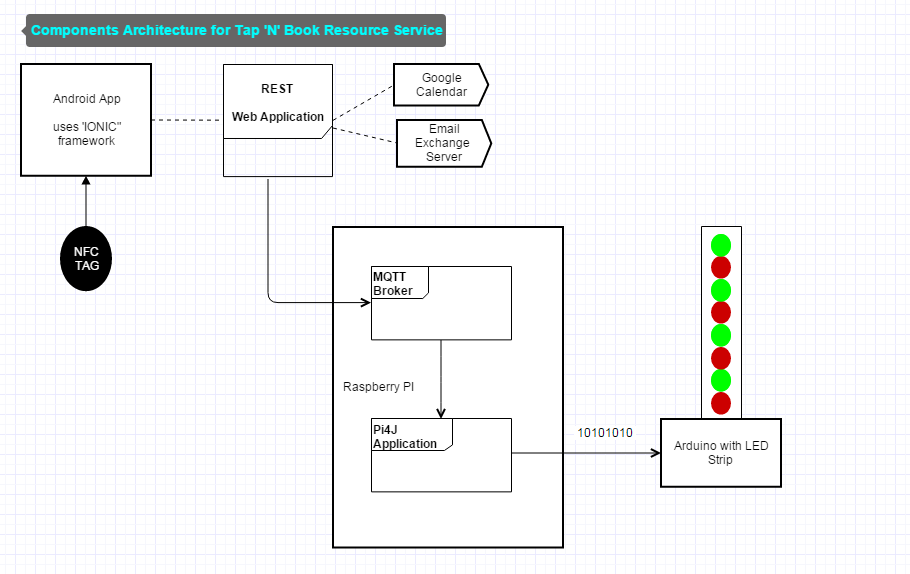 Components Architecture for Tap 'N' Book Resource Service
Android App
uses 'IONIC"
framework
REST
Web Application
Google
Calendar
Email
Exchange
Server
NFC
TAG
MQTT
Broker
Raspberry PI
Pi4J
Application
10101010
Arduino with LED
Strip